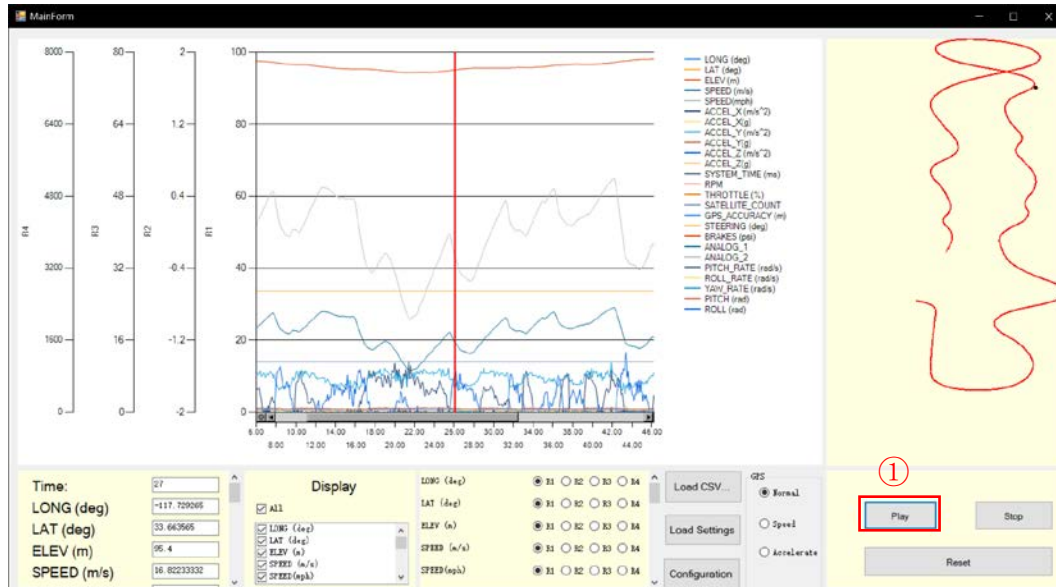 MainForm
8000 80 2 100
6400 64 1.2 80
4800 48 0.4 60
3200 32 -0.4 40
1600 16 -1.2 20
0 0 -2 0
R4 R3 R2 R1
6.00 10.00 14.00 18.00 22.00 26.00 30.00 34.00 38.00 42.00 46.00
8.00 12.00 16.00 20.00 24.00 28.00 32.00 36.00 40.00 44.00
LONG (deg)
LAT (deg)
ELEV (m)
SPEED (m/s)
SPEED(mph)
ACCEL_X (m/s^2)
ACCEL_X(g)
ACCEL_Y (m/s^2)
ACCEL_Y(g)
ACCEL_Z (m/s^2)
ACCEL_Z(g)
SYSTEM_TIME (ms)
RPM
THROTTLE (%)
SATELLITE_COUNT
GPS_ACCURACY (m)
STEERING (deg)
BRAKES (psi)
ANALOG_1
ANALOG_2
PITCH_RATE (rad/s)
ROLL_RATE (rad/s)
YAW_RATE (rad/s)
PITCH (rad)
ROLL (rad)
Time: 27
LONG (deg) -117.729265
LAT (deg) 33.663565
ELEV (m) 95.4
SPEED (m/s) 16.82233332
Display
All
LONG (deg)
LAT (deg)
ELEV (m)
SPEED (m/s)
SPEED(mph)
LONG (deg) R1 R2 R3 R4
LAT (deg) R1 R2 R3 R4
ELEV (m) R1 R2 R3 R4
SPEED (m/s) R1 R2 R3 R4
SPEED(mph) R1 R2 R3 R4
Load CSV...
Load Settings
Configuration
GPS
Normal
Speed
Accelerate
①
Play Stop
Reset